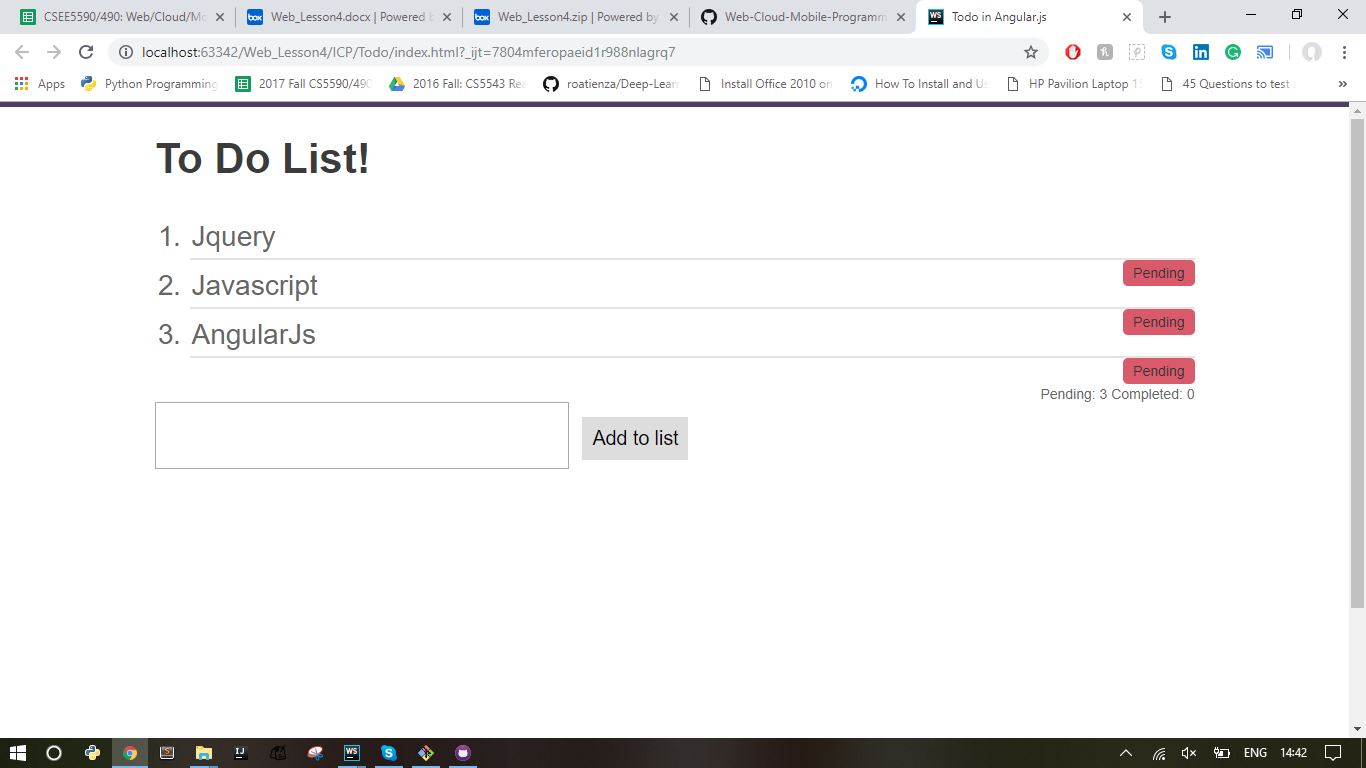 CSEE5590/490: Web/Cloud/Mo
Web_Lesson4.docx | Powered b
Web_Lesson4.zip | Powered by
Web-Cloud-Mobile-Programm
WS Todo in Angular.js
localhost:63342/Web_Lesson4/ICP/Todo/index.html?_ijt=7804mferopaeid1r988nlagrq7
Apps
Python Programming
2017 Fall CS5590/490
2016 Fall: CS5543 Rea
roatienza/Deep-Learn
Install Office 2010 on
How To Install and Us
HP Pavilion Laptop 15
45 Questions to test a
To Do List!
1. Jquery
Pending
2. Javascript
Pending
3. AngularJs
Pending
Pending: 3 Completed: 0
Add to list
ENG
14:42